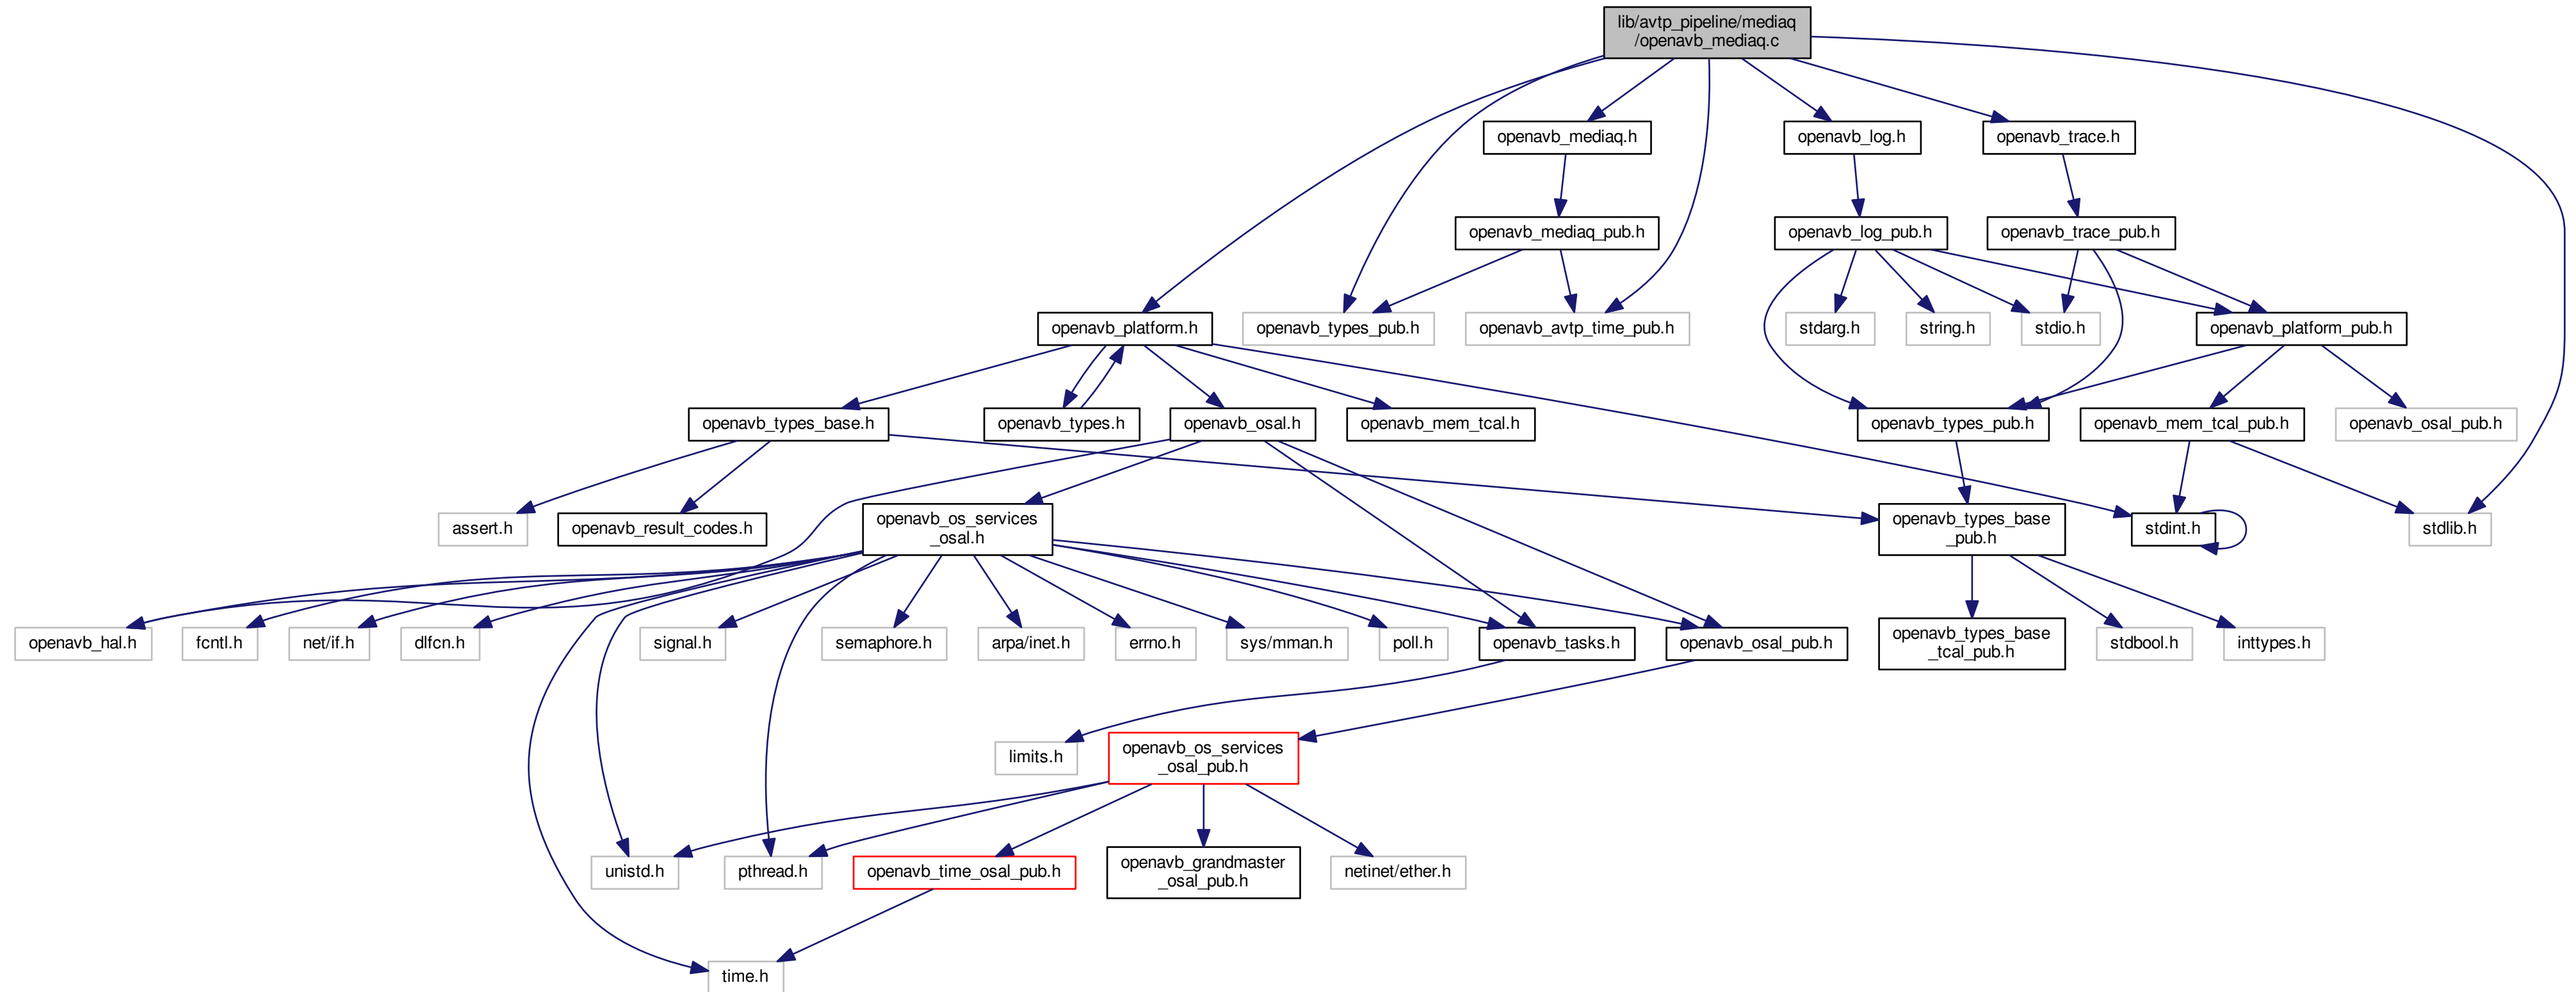 lib/avtp_pipeline/mediaq
/openavb_mediaq.c
openavb_mediaq.h
openavb_log.h
openavb_trace.h
openavb_mediaq_pub.h
openavb_log_pub.h
openavb_trace_pub.h
openavb_platform.h
openavb_types_pub.h
openavb_avtp_time_pub.h
stdarg.h
string.h
stdio.h
openavb_platform_pub.h
openavb_types_base.h
openavb_types.h
openavb_osal.h
openavb_mem_tcal.h
openavb_types_pub.h
openavb_mem_tcal_pub.h
openavb_osal_pub.h
assert.h
openavb_result_codes.h
openavb_os_services
_osal.h
openavb_types_base
_pub.h
stdint.h
stdlib.h
openavb_hal.h
fcntl.h
net/if.h
dlfcn.h
signal.h
semaphore.h
arpa/inet.h
errno.h
sys/mman.h
poll.h
openavb_tasks.h
openavb_osal_pub.h
openavb_types_base
_tcal_pub.h
stdbool.h
inttypes.h
limits.h
openavb_os_services
_osal_pub.h
unistd.h
pthread.h
openavb_time_osal_pub.h
openavb_grandmaster
_osal_pub.h
netinet/ether.h
time.h